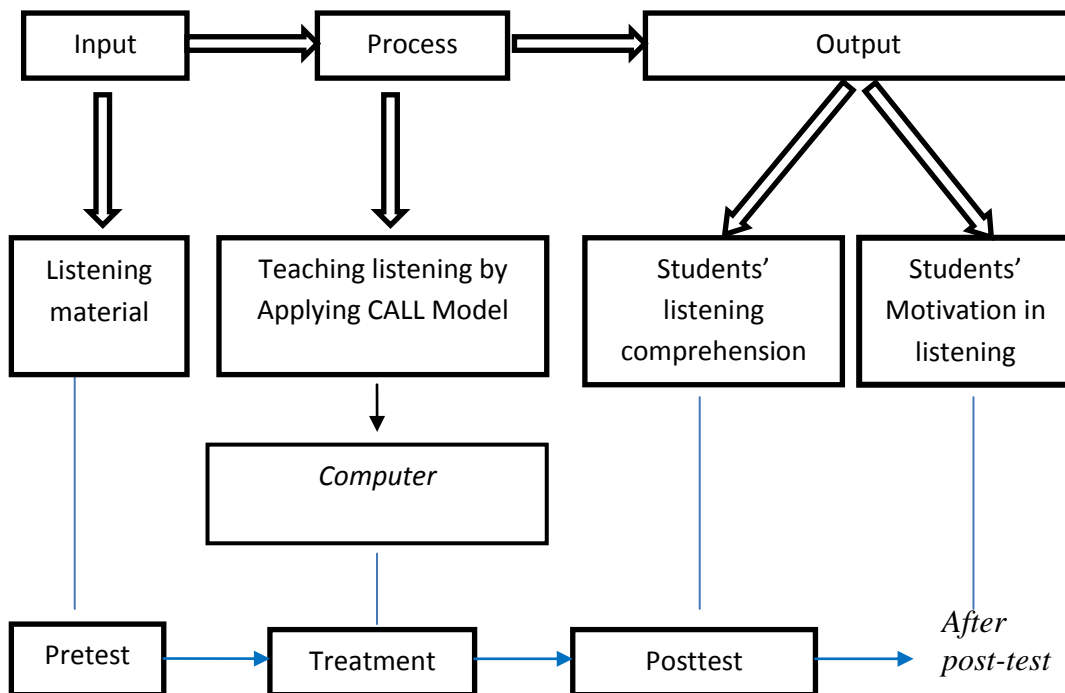 Input
Process
Output
Listening
material
Teaching listening by
Applying CALL Model
Students’
listening
comprehension
Students’
Motivation in
listening
Computer
Pretest
Treatment
Posttest
After
post-test